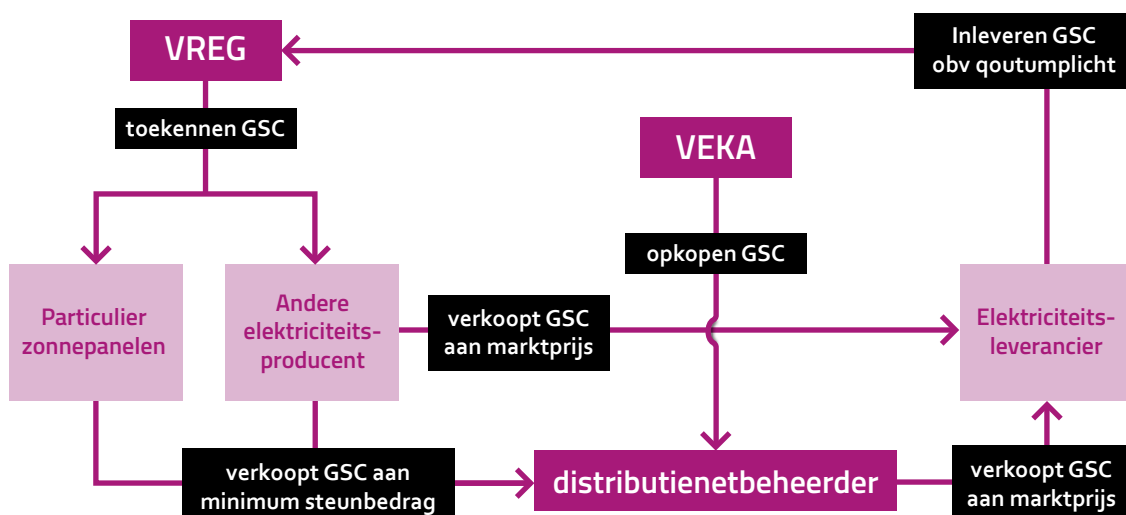 VREG
Inleveren GSC
obv qoutumplicht
toekennen GSC
VEKA
opkopen GSC
Particulier
zonnepanelen
Andere
elektriciteits-
producent
verkoopt GSC
aan marktprijs
Elektriciteits-
leverancier
verkoopt GSC aan
minimum steunbedrag
distributienetbeheerder
verkoopt GSC
aan marktprijs